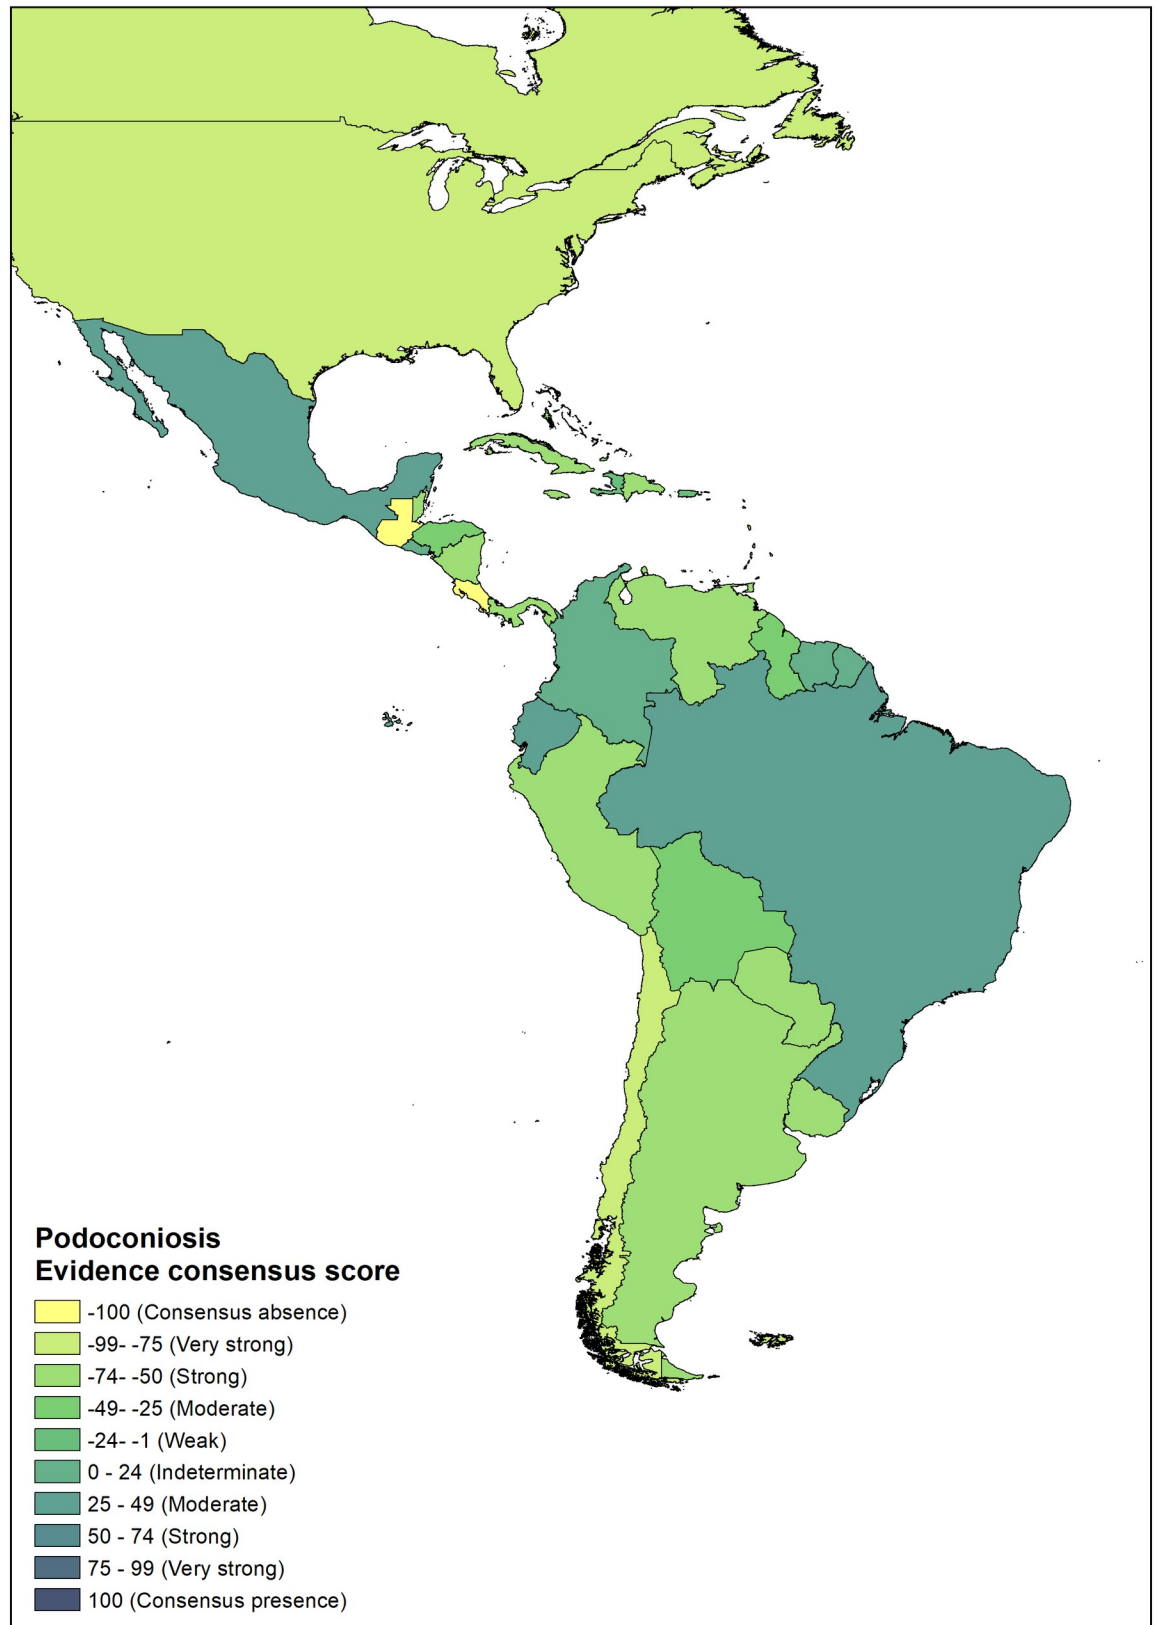 Podoconiosis
Evidence consensus score
-100 (Consensus absence)
-99- -75 (Very strong)
-74- -50 (Strong)
-49- -25 (Moderate)
-24- -1 (Weak)
0 - 24 (Indeterminate)
25 - 49 (Moderate)
50 - 74 (Strong)
75 - 99 (Very strong)
100 (Consensus presence)